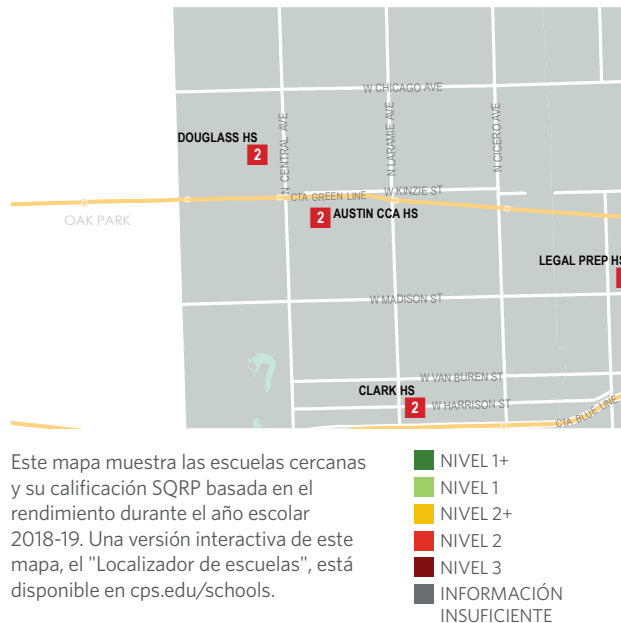 W CHICAGO AVE
DOUGLASS HS
2
N CENTRAL AVE
N LARAMIE AVE
N CICERO AVE
CTA GREEN LINE
W KINZIE ST
OAK PARK
2
AUSTIN CCA HS
LEGAL PREP HS
W MADISON ST
W VAN BUREN ST
CLARK HS
2
W HARRISON ST
CTA BLUE LINE
Este mapa muestra las escuelas cercanas
y su calificación SQRP basada en el
rendimiento durante el año escolar
2018-19. Una versión interactiva de este
mapa, el "Localizador de escuelas", está
disponible en cps.edu/schools.
NIVEL 1+
NIVEL 1
NIVEL 2+
NIVEL 2
NIVEL 3
INFORMACIÓN
INSUFICIENTE